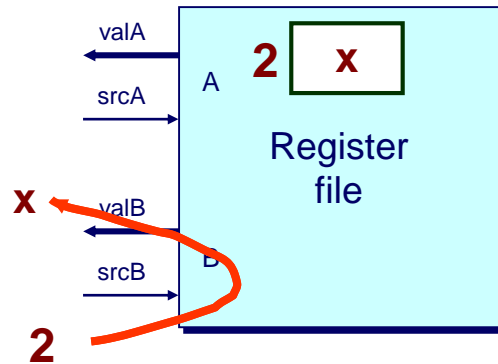 valA
A
2 x
srcA
Register
file
x
valB
B
srcB
2